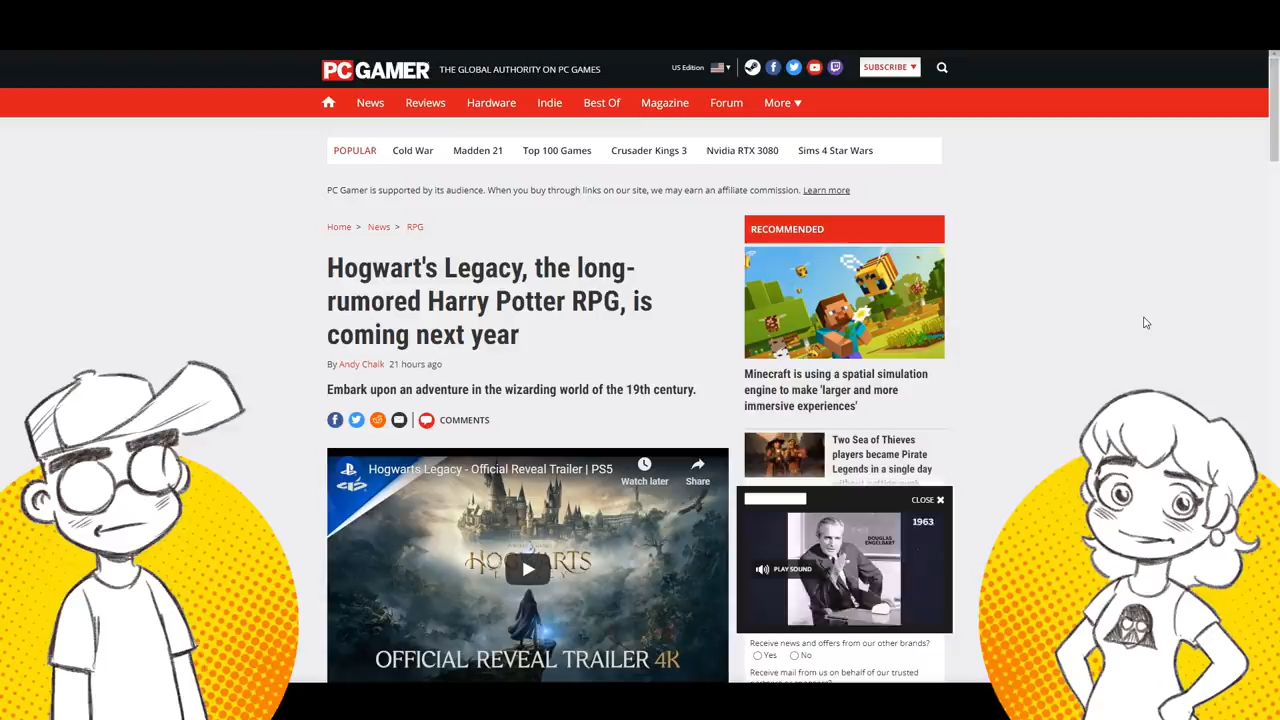 PC GAMER THE GLOBAL AUTHORITY ON PC GAMES US Edition SUBSCRIBE
News Reviews Hardware Indie Best Of Magazine Forum More
POPULAR Cold War Madden 21 Top 100 Games Crusader Kings 3 Nvidia RTX 3080 Sims 4 Star Wars
PC Gamer is supported by its audience. When you buy through links on our site, we may earn an affiliate commission. Learn more
Home > News > RPG
Hogwart's Legacy, the long-
rumored Harry Potter RPG, is
coming next year
By Andy Chalk 21 hours ago
Embark upon an adventure in the wizarding world of the 19th century.
COMMENTS
Hogwarts Legacy - Official Reveal Trailer | PS5
Watch later
Share
HOGWARTS
OFFICIAL REVEAL TRAILER 4K
RECOMMENDED
Minecraft is using a spatial simulation
engine to make 'larger and more
immersive experiences'
Two Sea of Thieves
players became Pirate
Legends in a single day
CLOSE
1963
DOUGLAS
ENGELBART
PLAY SOUND
Receive news and offers from our other brands?
Yes No
Receive mail from us on behalf of our trusted